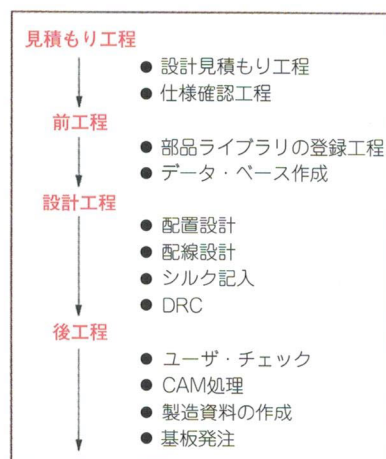 見積もり工程
● 設計見積もり工程
● 仕様確認工程
前工程
● 部品ライブラリの登録工程
● データ・ベース作成
設計工程
● 配置設計
● 配線設計
● シルク記入
● DRC
後工程
● ユーザ・チェック
● CAM処理
● 製造資料の作成
● 基板発注